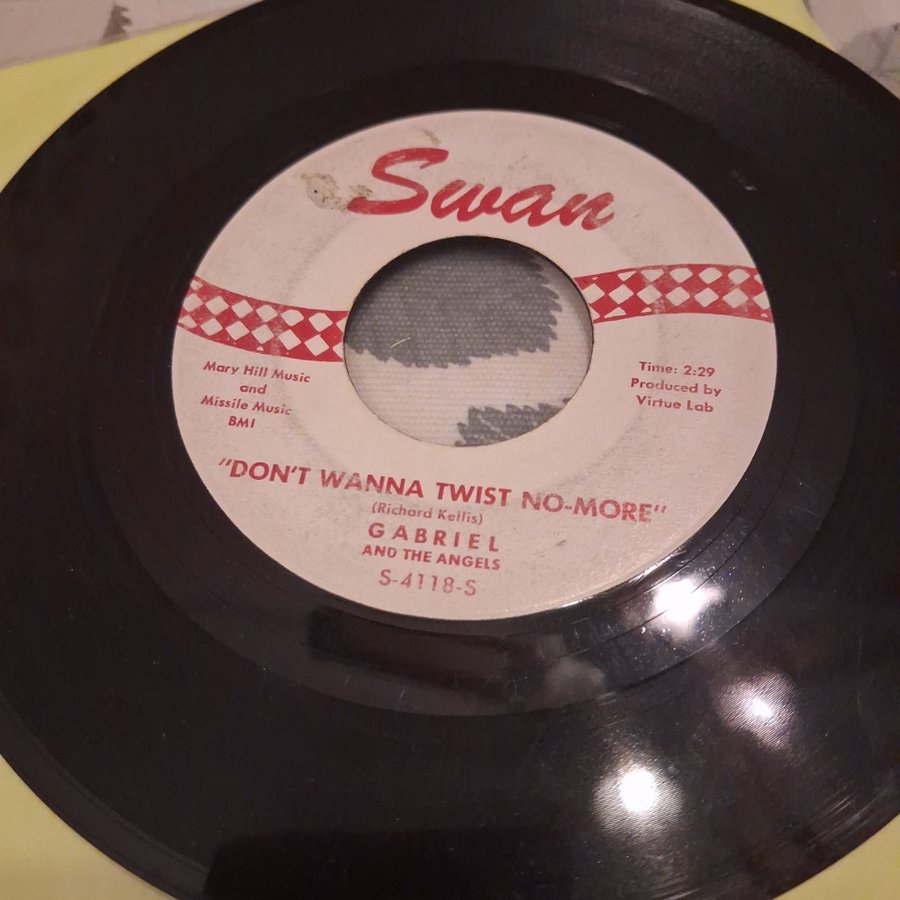 Swan
Mary Hill Music
and
Missile Music
BMI
Time: 2:29
Produced by
Virtue Lab
"DON'T WANNA TWIST NO-MORE"
(Richard Kellis)
GABRIEL
AND THE ANGELS
S-4118-S